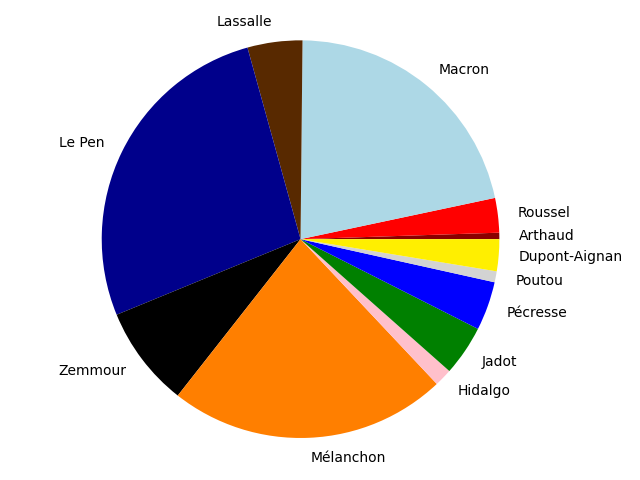 Lassalle
Macron
Le Pen
Roussel
Arthaud
Dupont-Aignan
Poutou
Pécresse
Jadot
Zemmour
Hidalgo
Mélanchon